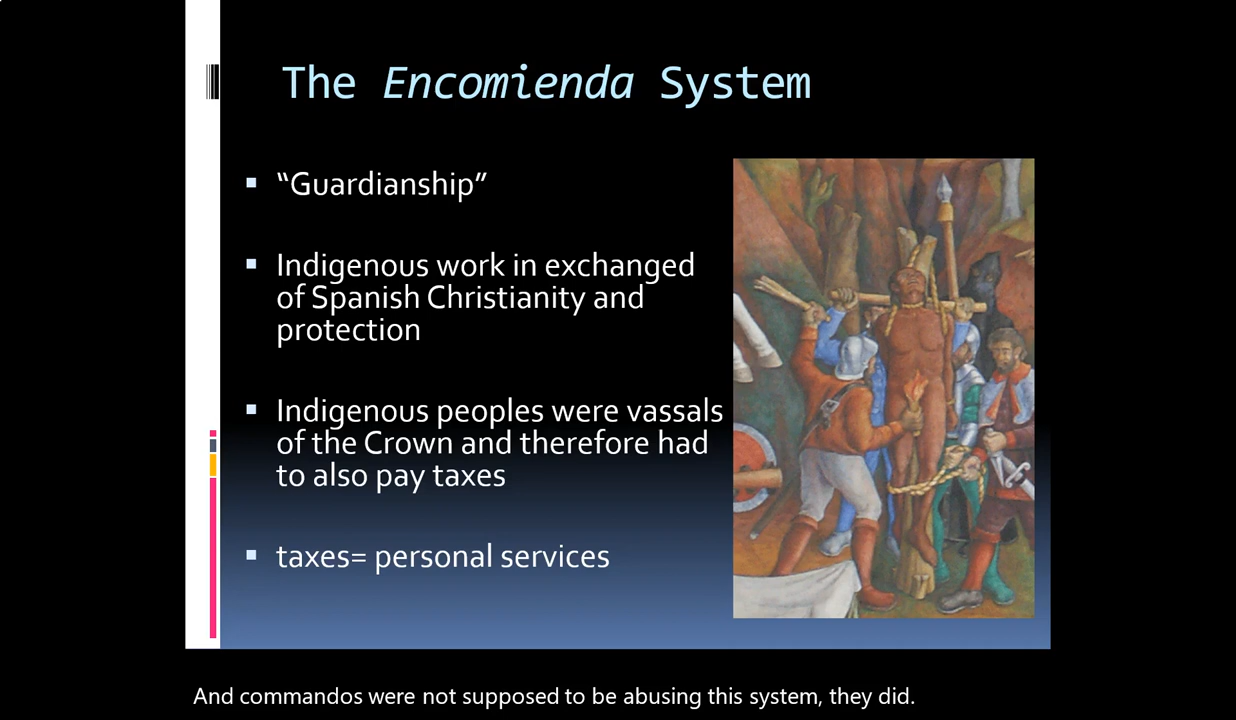 The Encomienda System
▪ “Guardianship”
▪ Indigenous work in exchanged
of Spanish Christianity and
protection
▪ Indigenous peoples were vassals
of the Crown and therefore had
to also pay taxes
▪ taxes= personal services
And commandos were not supposed to be abusing this system, they did.